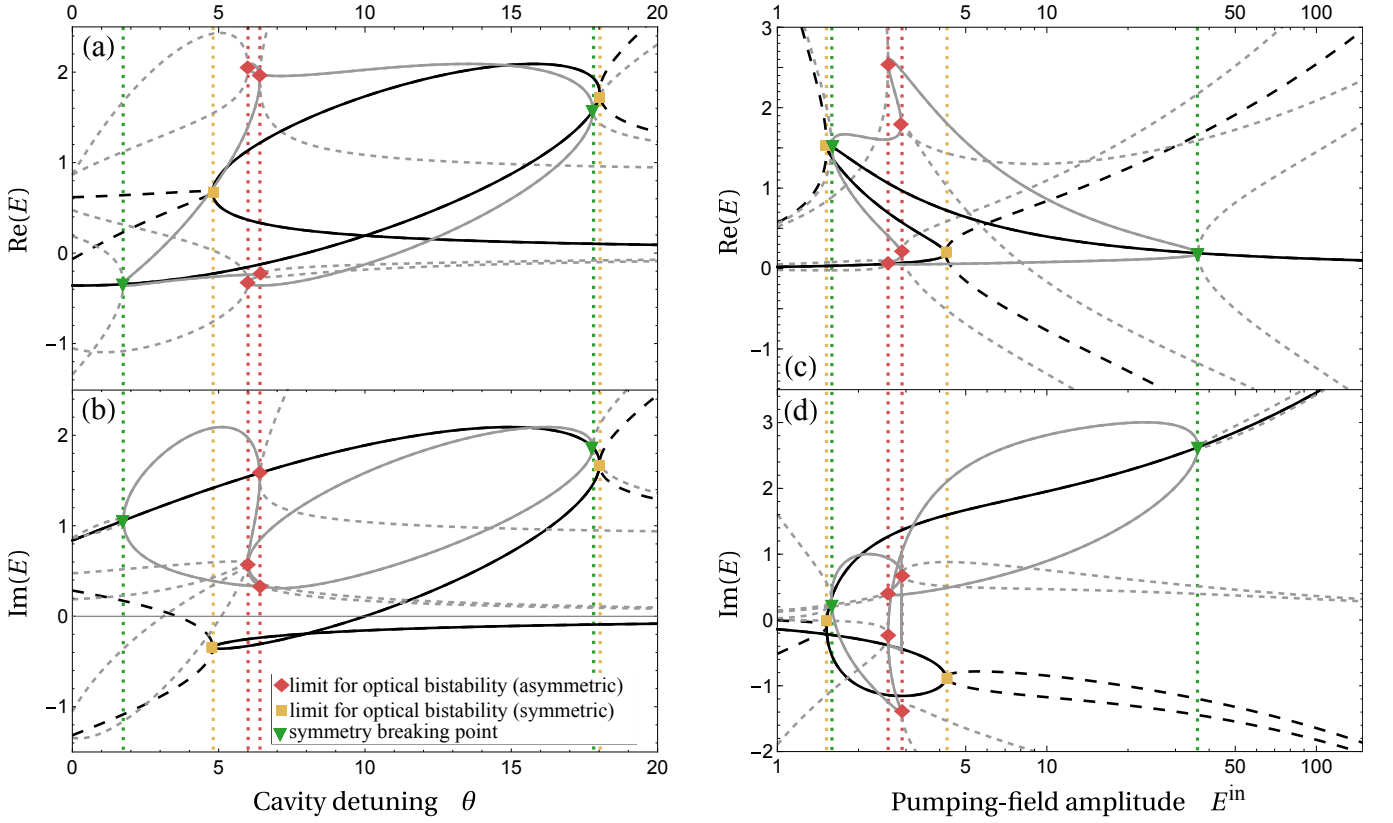 0 5 10 15 20
1 5 10 50 100
(a)
2
1
0
−1
Re(E)
3
2
1
0
−1
Re(E)
(c)
(b)
2
1
0
−1
Im(E)
(d)
3
2
1
0
−1
−2
Im(E)
limit for optical bistability (asymmetric)
limit for optical bistability (symmetric)
symmetry breaking point
0 5 10 15 20
1 5 10 50 100
Cavity detuning θ
Pumping-field amplitude E^in